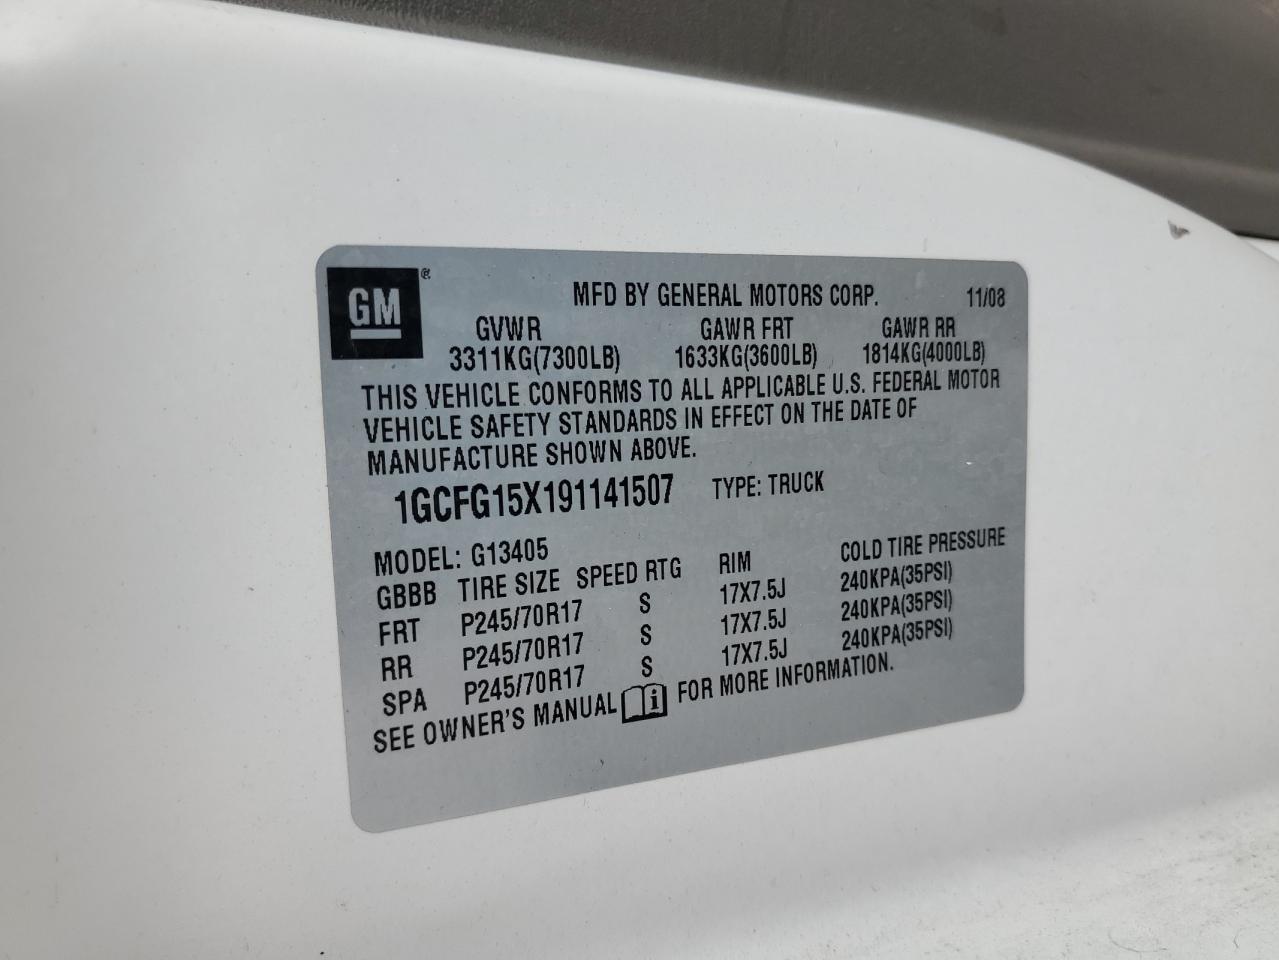 GM®
MFD BY GENERAL MOTORS CORP. 11/08
GVWR GAWR FRT GAWR RR
3311KG(7300LB) 1633KG(3600LB) 1814KG(4000LB)
THIS VEHICLE CONFORMS TO ALL APPLICABLE U.S. FEDERAL MOTOR
VEHICLE SAFETY STANDARDS IN EFFECT ON THE DATE OF
MANUFACTURE SHOWN ABOVE.
1GCFG15X191141507 TYPE: TRUCK
MODEL: G13405
GBBB TIRE SIZE SPEED RTG RIM COLD TIRE PRESSURE
FRT P245/70R17 S 17X7.5J 240KPA(35PSI)
RR P245/70R17 S 17X7.5J 240KPA(35PSI)
SPA P245/70R17 S 17X7.5J 240KPA(35PSI)
SEE OWNER'S MANUAL i FOR MORE INFORMATION.